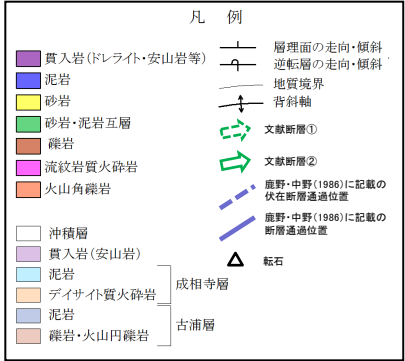 凡 例
貫入岩(ドレライト・安山岩等)
泥岩
砂岩
砂岩・泥岩互層
礫岩
流紋岩質火砕岩
火山角礫岩
沖積層
貫入岩(安山岩)
泥岩
デイサイト質火砕岩
成相寺層
泥岩
礫岩・火山円礫岩
古浦層
層理面の走向・傾斜
逆転層の走向・傾斜
地質境界
背斜軸
文献断層①
文献断層②
鹿野・中野(1986)に記載の
伏在断層通過位置
鹿野・中野(1986)に記載の
断層通過位置
転石